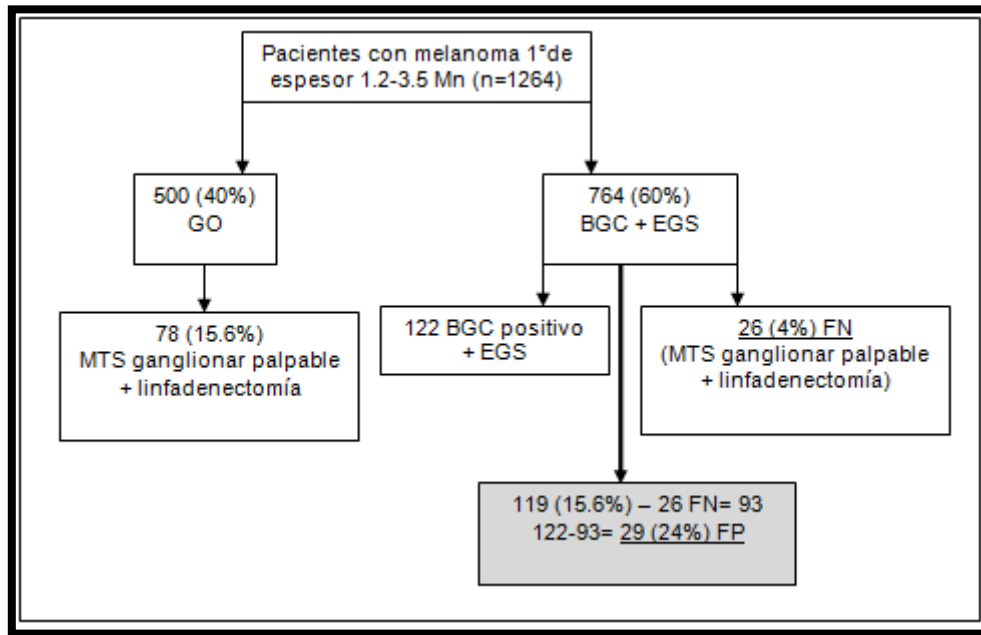 Pacientes con melanoma 1°de
espesor 1.2-3.5 Mn (n=1264)
500 (40%)
GO
764 (60%)
BGC + EGS
78 (15.6%)
MTS ganglionar palpable
+ linfadenectomía
122 BGC positivo
+ EGS
26 (4%) FN
(MTS ganglionar palpable
+ linfadenectomía)
119 (15.6%) – 26 FN= 93
122-93= 29 (24%) FP